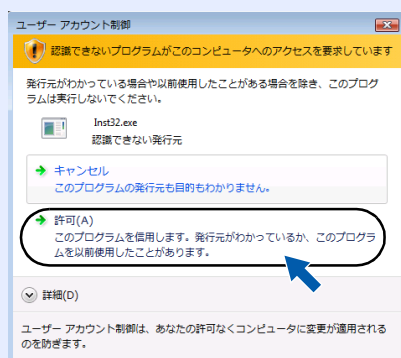 ユーザー アカウント制御
認識できないプログラムがこのコンピュータへのアクセスを要求しています
発行元がわかっている場合や以前使用したことがある場合を除き、このプログ
ラムは実行しないでください。
Inst32.exe
認識できない発行元
キャンセル
このプログラムの発行元も目的もわかりません。
許可(A)
このプログラムを信用します。発行元がわかっているか、このプログラ
ムを以前使用したことがあります。
詳細(D)
ユーザー アカウント制御は、あなたの許可なくコンピュータに変更が適用される
のを防ぎます。